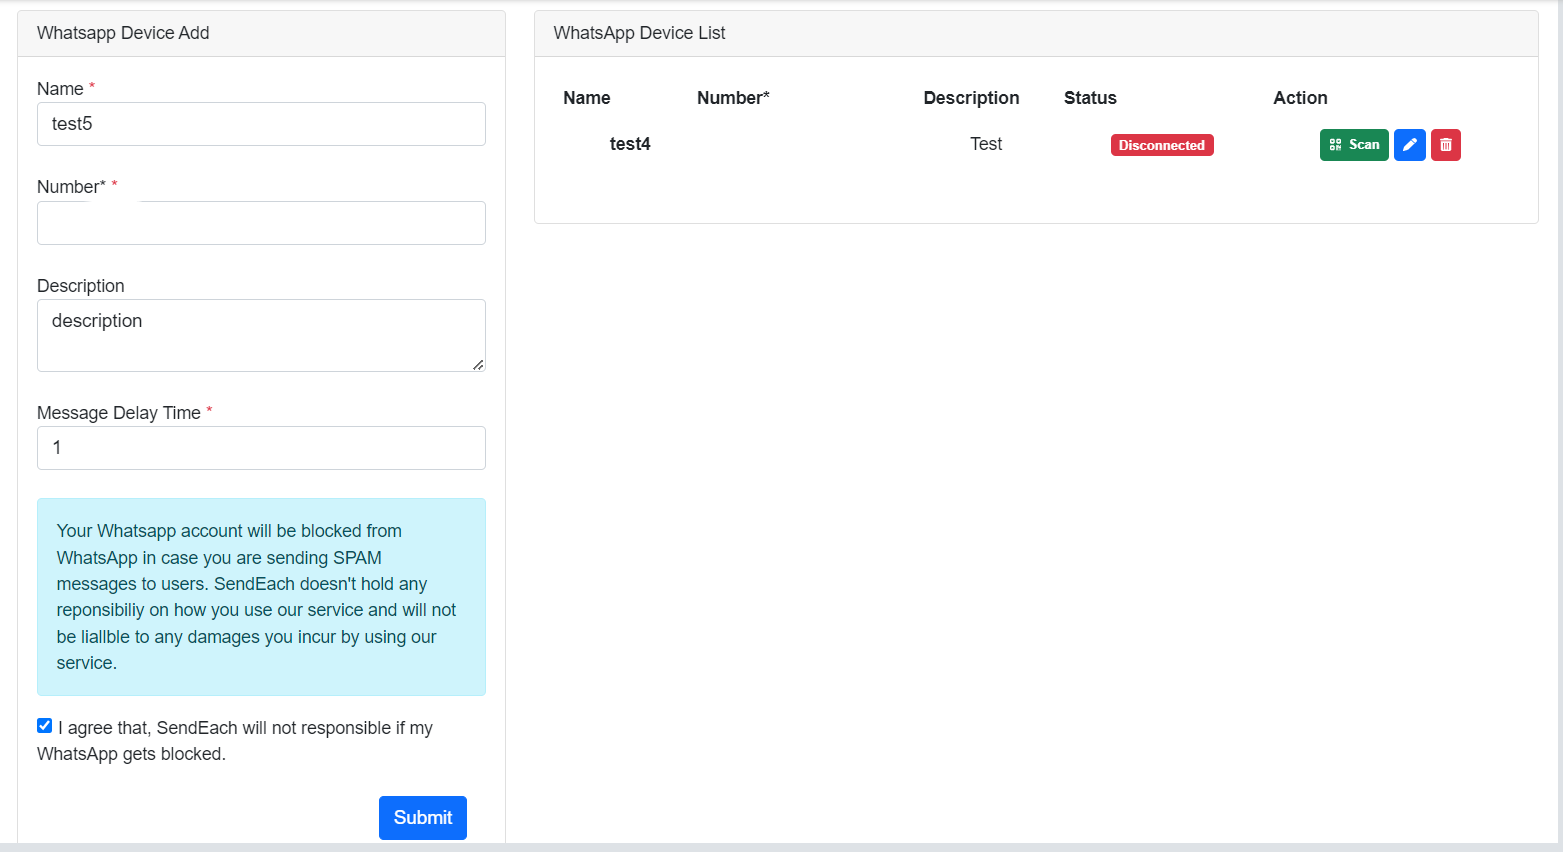 Whatsapp Device Add
Name *
test5
Number* *
Description
description
Message Delay Time *
1
Your Whatsapp account will be blocked from
WhatsApp in case you are sending SPAM
messages to users. SendEach doesn't hold any
reponsibiliy on how you use our service and will not
be liallble to any damages you incur by using our
service.
I agree that, SendEach will not responsible if my
WhatsApp gets blocked.
Submit
WhatsApp Device List
Name Number* Description Status Action
test4 Test Disconnected Scan